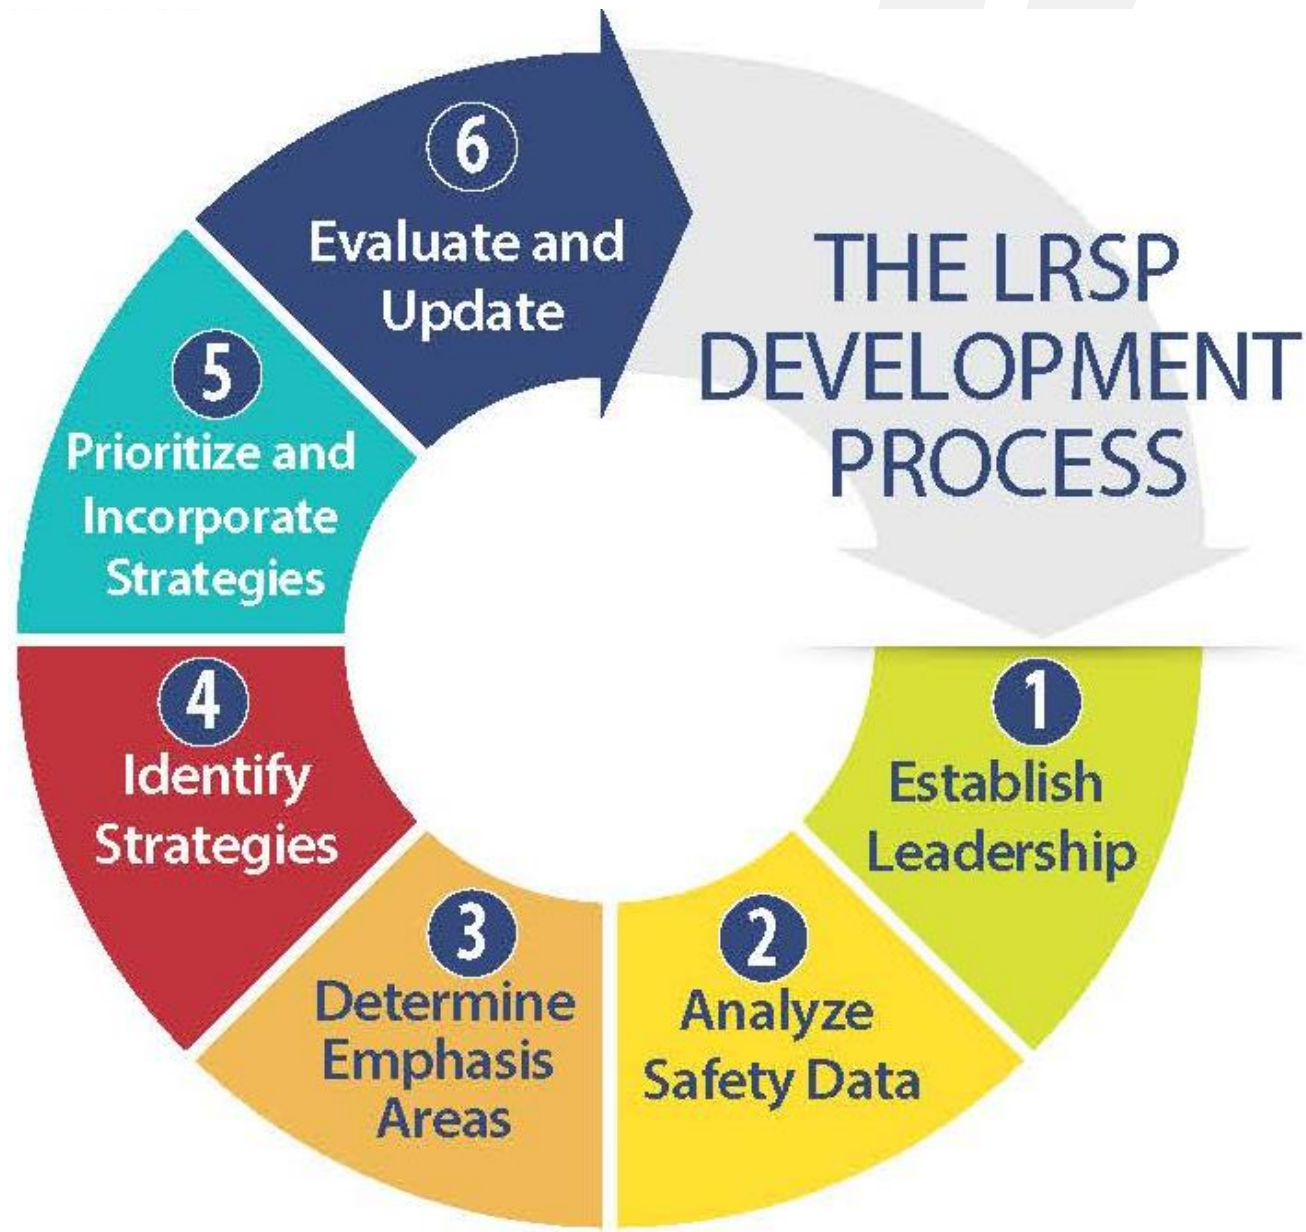 THE LRSP
DEVELOPMENT
PROCESS
1
Establish
Leadership
2
Analyze
Safety Data
3
Determine
Emphasis
Areas
4
Identify
Strategies
5
Prioritize and
Incorporate
Strategies
6
Evaluate and
Update